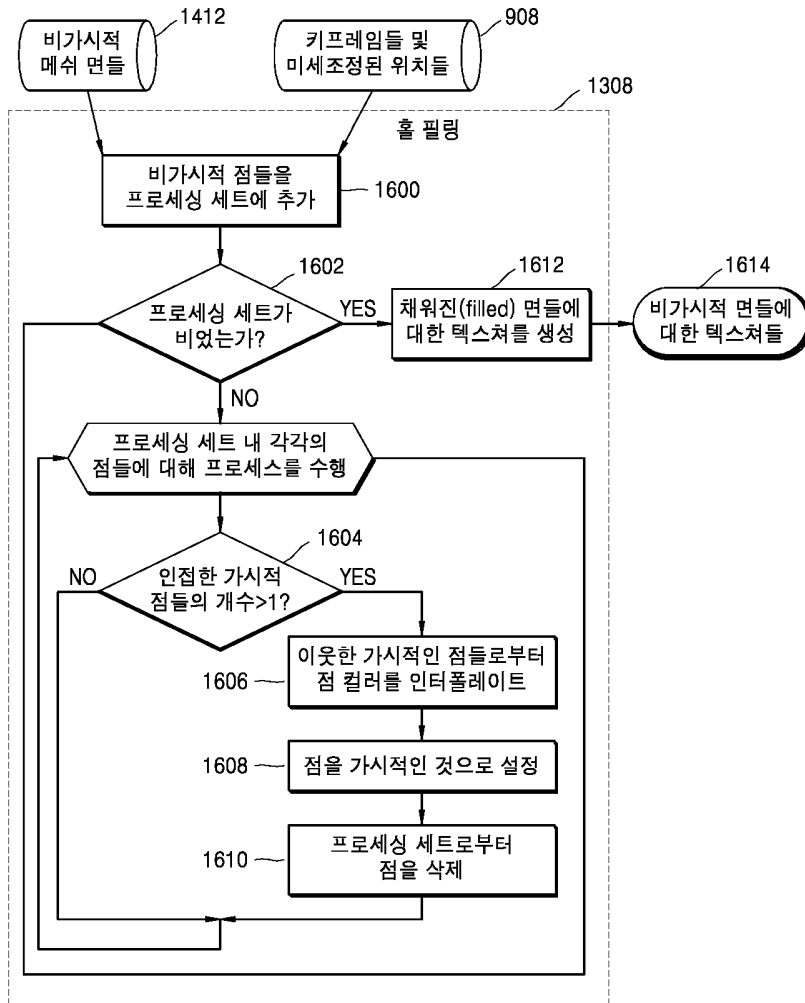 1412
908
비가시적
메쉬 면들
키프레임들 및
미세조정된 위치들
1308
홀 필링
비가시적 점들을
프로세싱 세트에 추가
1600
1602
프로세싱 세트가
비었는가?
YES
1612
채워진(filled) 면들에
대한 텍스쳐를 생성
1614
비가시적 면들에
대한 텍스쳐들
NO
프로세싱 세트 내 각각의
점들에 대해 프로세스를 수행
1604
NO
인접한 가시적
점들의 개수>1?
YES
이웃한 가시적인 점들로부터
점 컬러를 인터폴레이트
1606
1608
점을 가시적인 것으로 설정
1610
프로세싱 세트로부터
점을 삭제